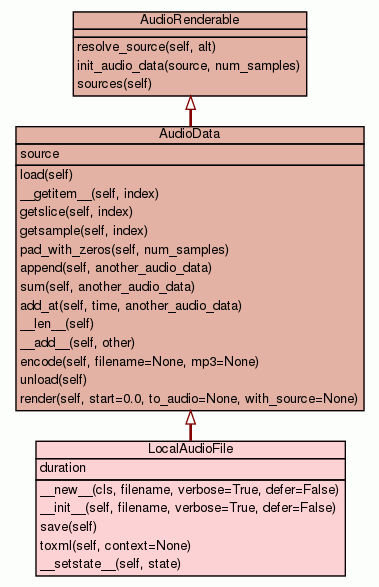 AudioRenderable
resolve_source(self, alt)
init_audio_data(source, num_samples)
sources(self)
AudioData
source
load(self)
__getitem__(self, index)
getslice(self, index)
getsample(self, index)
pad_with_zeros(self, num_samples)
append(self, another_audio_data)
sum(self, another_audio_data)
add_at(self, time, another_audio_data)
__len__(self)
__add__(self, other)
encode(self, filename=None, mp3=None)
unload(self)
render(self, start=0.0, to_audio=None, with_source=None)
LocalAudioFile
duration
__new__(cls, filename, verbose=True, defer=False)
__init__(self, filename, verbose=True, defer=False)
save(self)
toxml(self, context=None)
__setstate__(self, state)